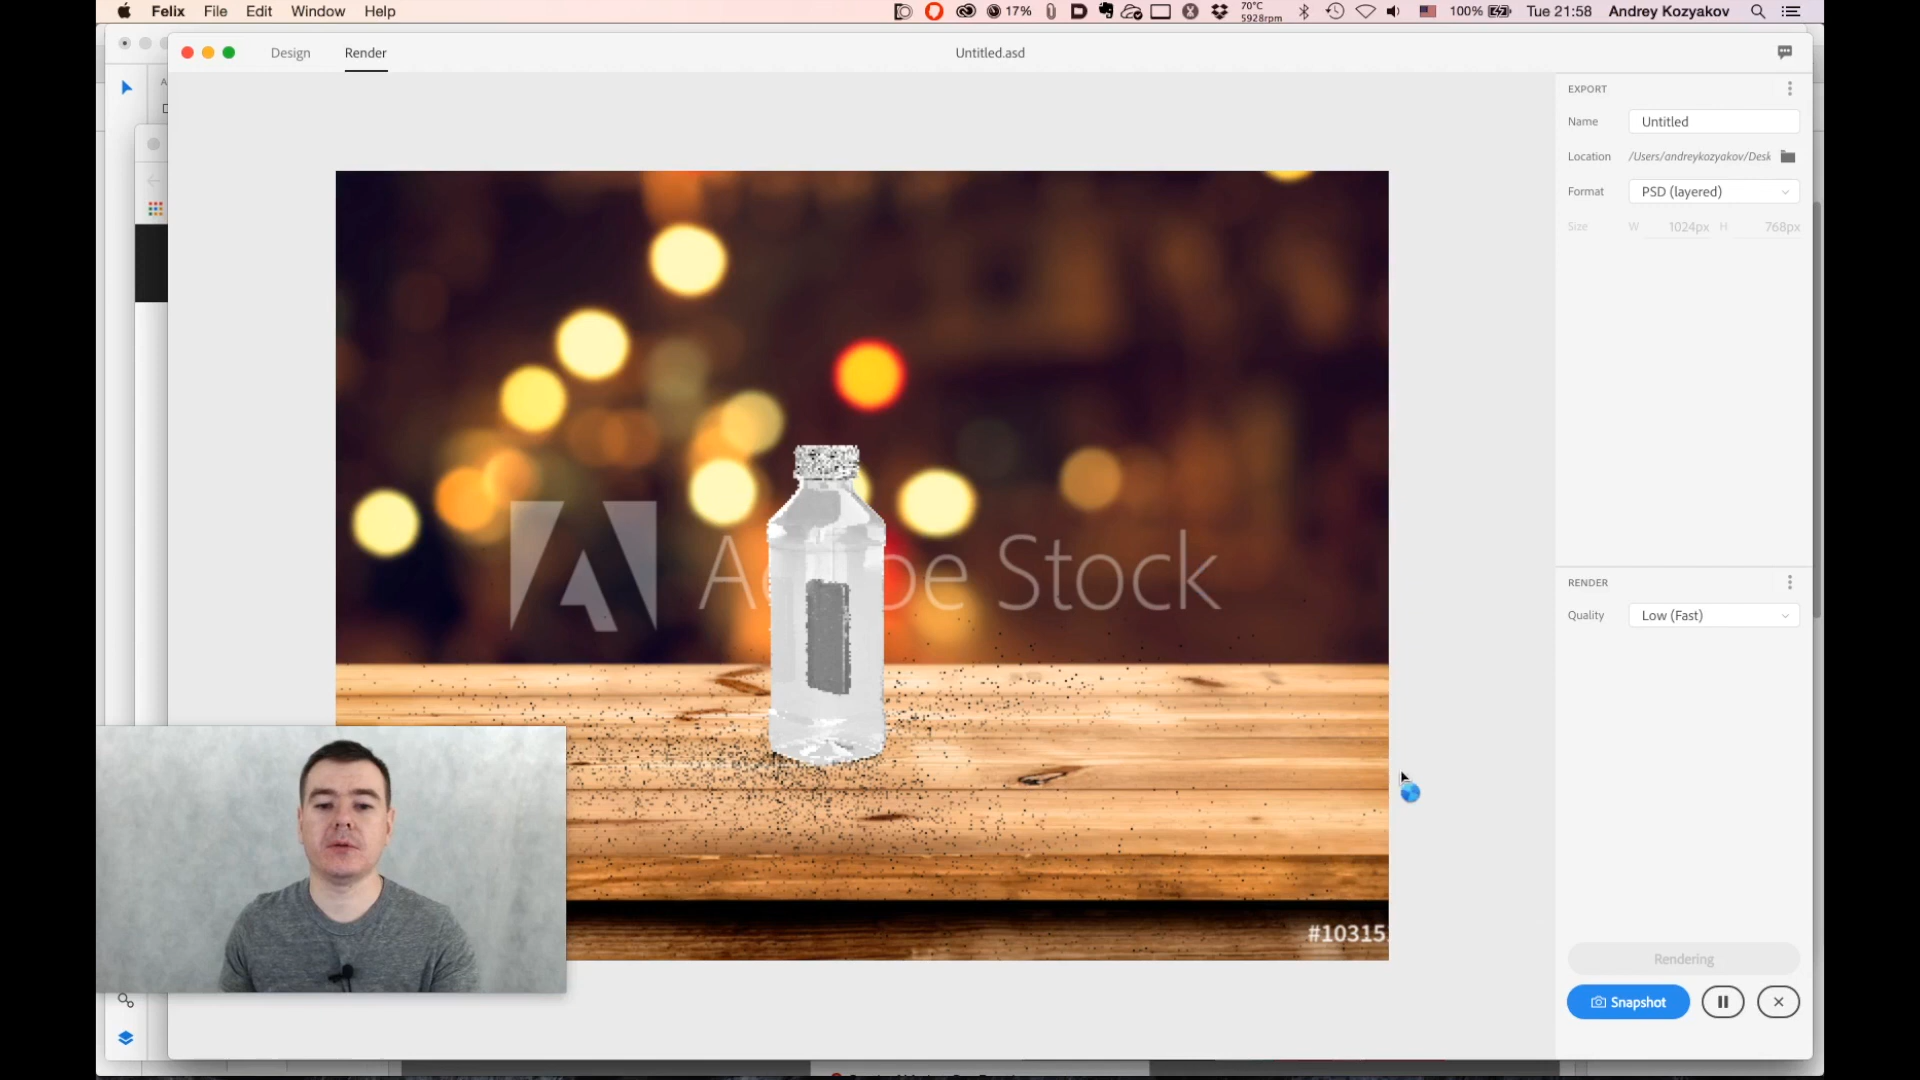 Felix File Edit Window Help
17% 70°C 5928rpm 100% Tue 21:58 Andrey Kozyakov
Design Render Untitled.asd
EXPORT
Name Untitled
Location /Users/andreykozyakov/Desk
Format PSD (layered)
Size W 1024px H 768px
Adobe Stock
RENDER
Quality Low (Fast)
#10315
Rendering
Snapshot